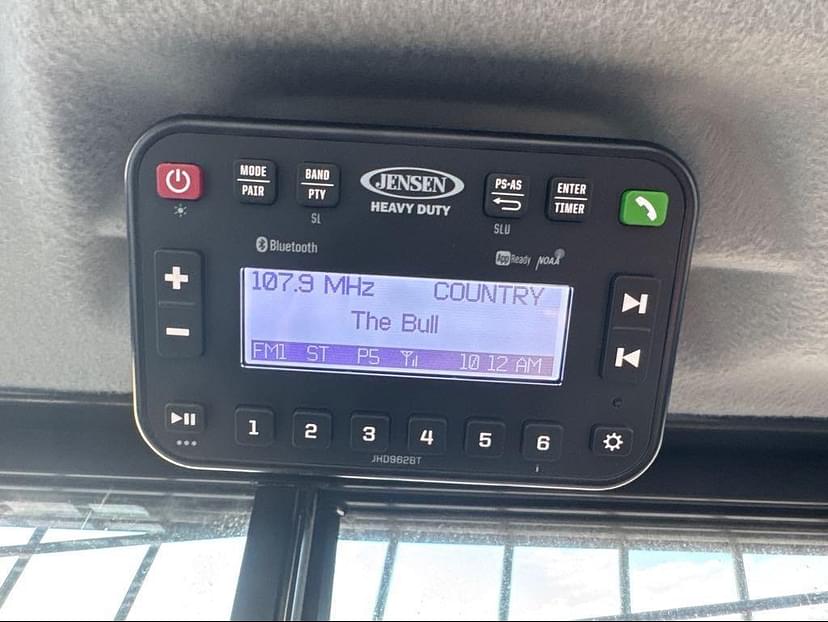 MODE
PAIR
BAND
PTY
SL
JENSEN
HEAVY DUTY
PS-AS
SLU
ENTER
TIMER
Bluetooth
App Ready NOAA
107.9 MHz COUNTRY
The Bull
FM1 ST P5 10 12 AM
1 2 3 4 5 6
JHD962BT
i